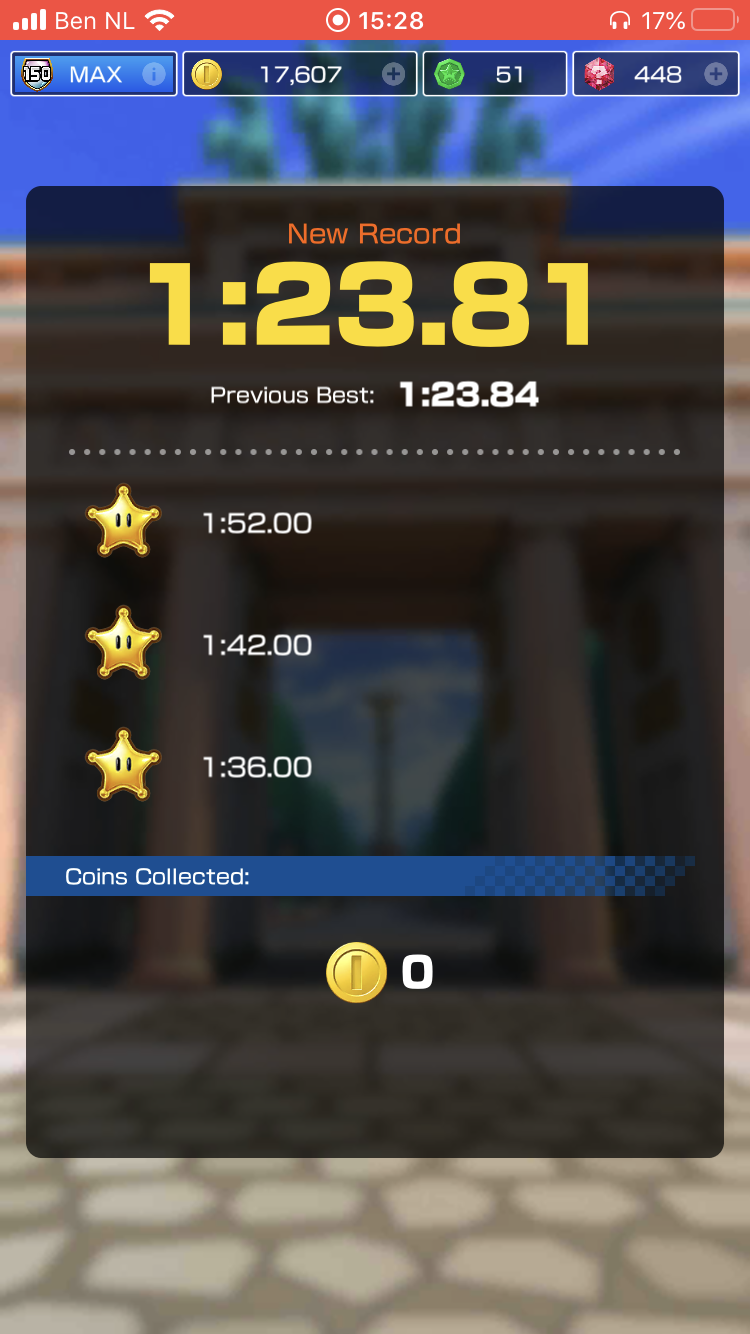 Ben NL 15:28 17%
150 MAX i 17,607 + 51 ? 448 +
New Record
1:23.81
Previous Best: 1:23.84
1:52.00
1:42.00
1:36.00
Coins Collected:
0